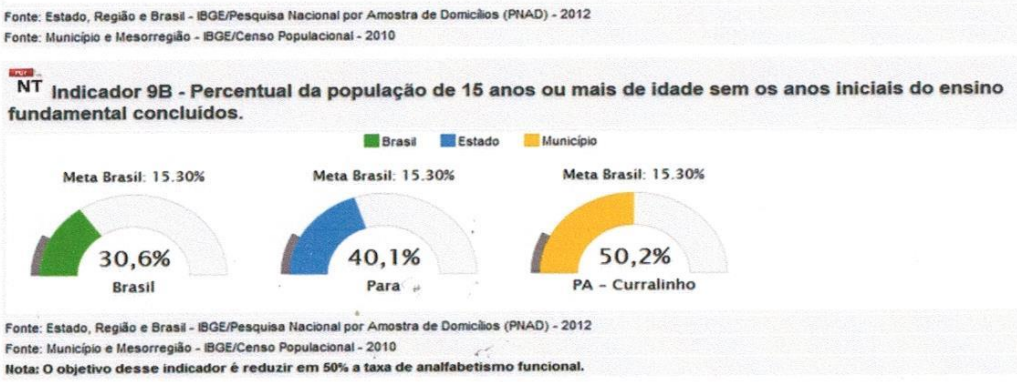 Fonte: Estado, Região e Brasil - IBGE/Pesquisa Nacional por Amostra de Domicílios (PNAD) - 2012
Fonte: Município e Mesorregião - IBGE/Censo Populacional - 2010
NT Indicador 9B - Percentual da população de 15 anos ou mais de idade sem os anos iniciais do ensino
fundamental concluídos.
Brasil Estado Município
Meta Brasil: 15.30% Meta Brasil: 15.30% Meta Brasil: 15.30%
30,6% 40,1% 50,2%
Brasil Para PA - Curralinho
Fonte: Estado, Região e Brasil - IBGE/Pesquisa Nacional por Amostra de Domicílios (PNAD) - 2012
Fonte: Município e Mesorregião - IBGE/Censo Populacional - 2010
Nota: O objetivo desse indicador é reduzir em 50% a taxa de analfabetismo funcional.